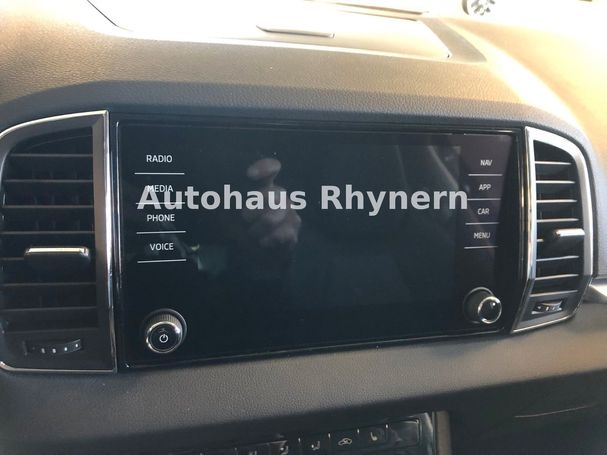 RADIO
NAV
MEDIA
APP
Autohaus Rhynern
PHONE
CAR
VOICE
MENU